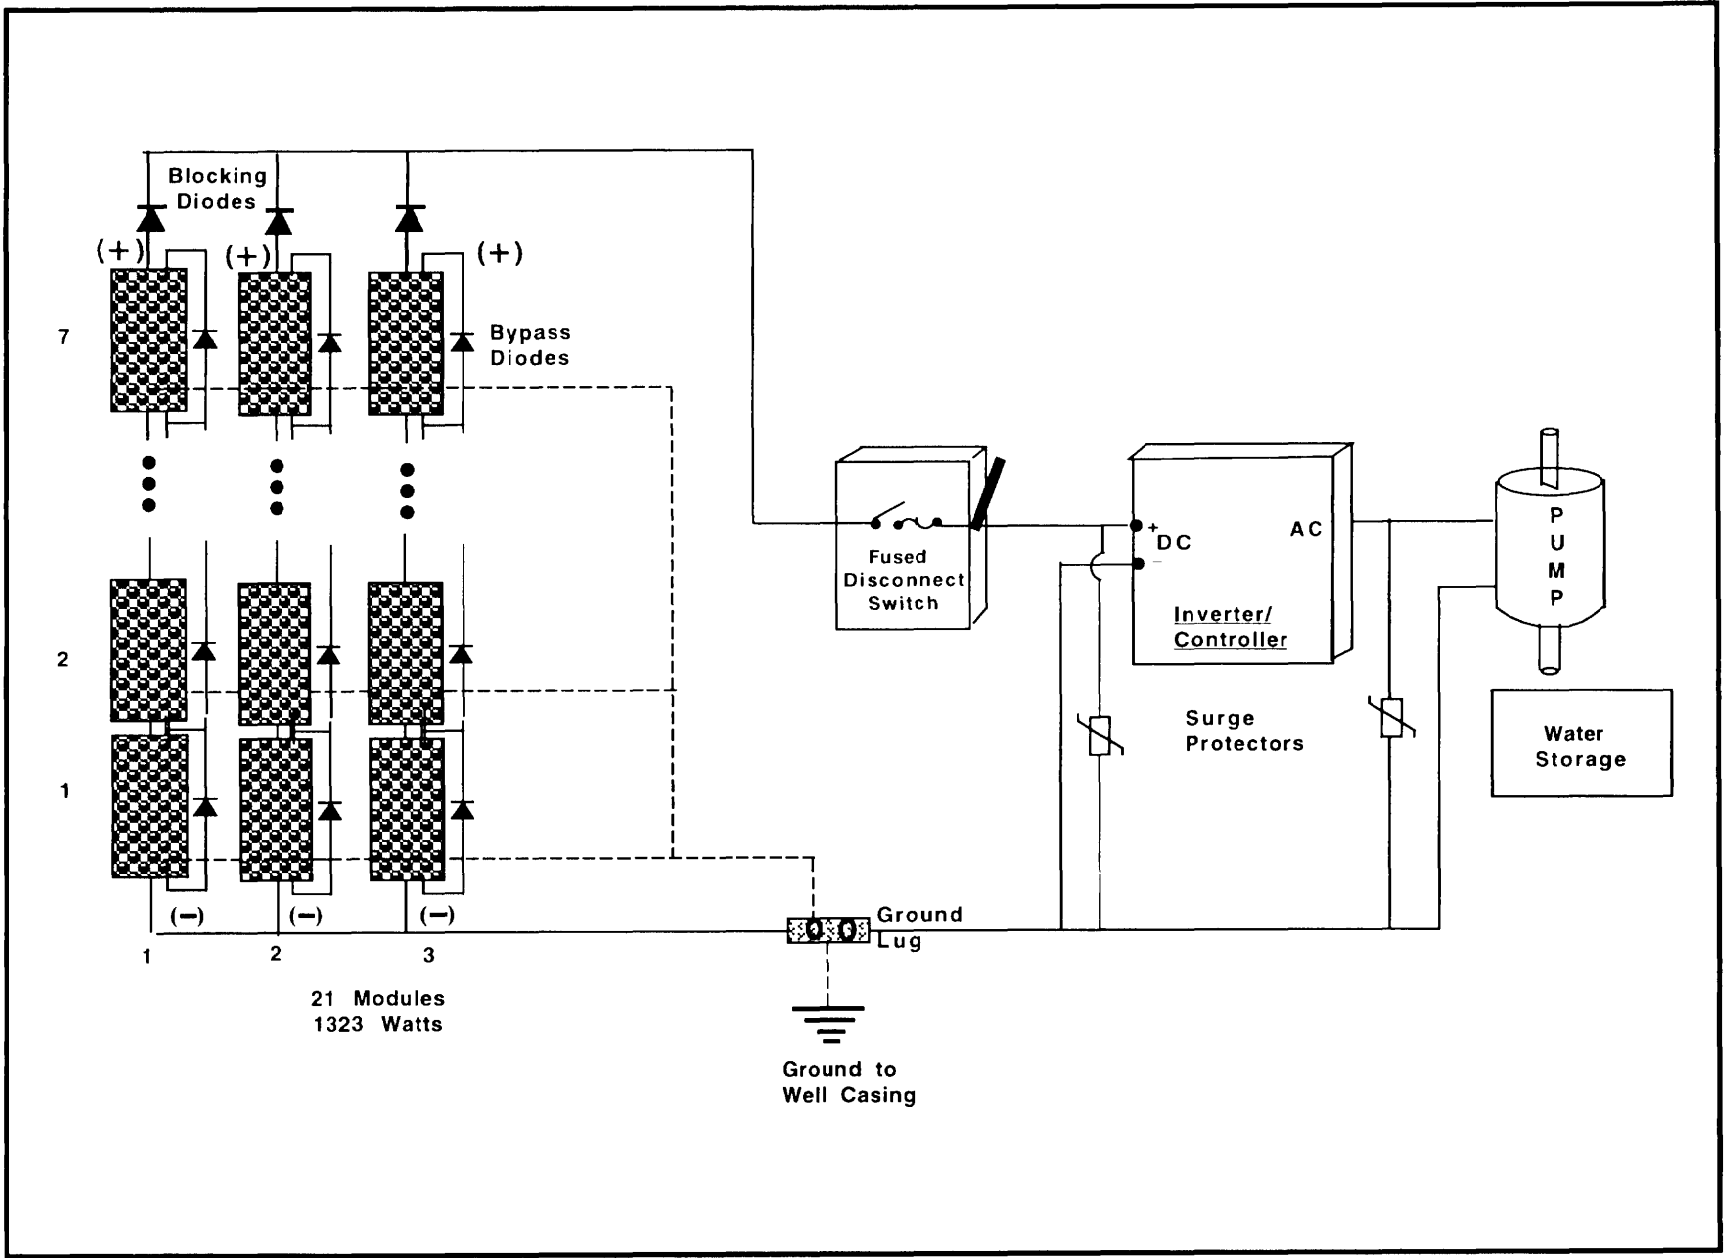 Blocking
Diodes
(+)
(+)
(+)
7
Bypass
Diodes
Fused
Disconnect
Switch
+
DC
−
AC
Inverter/
Controller
P
U
M
P
2
1
Surge
Protectors
Water
Storage
(−)
(−)
(−)
1
2
3
Ground
Lug
21 Modules
1323 Watts
Ground to
Well Casing